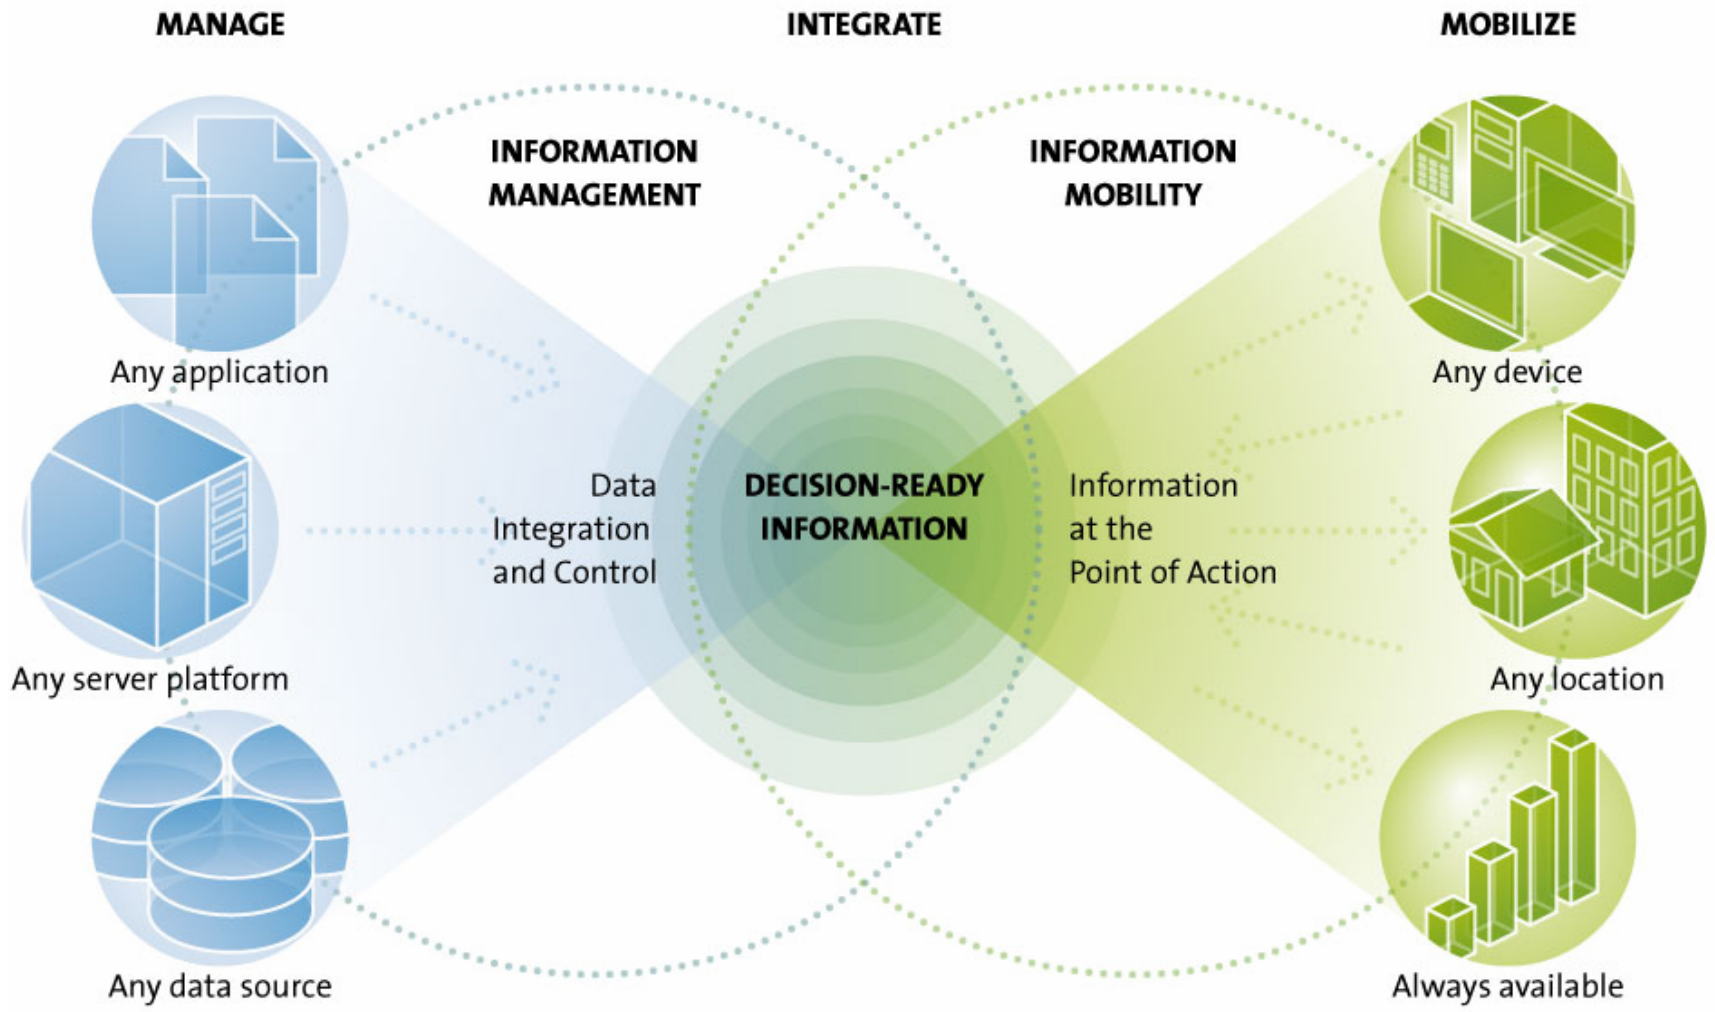 MANAGE
INTEGRATE
MOBILIZE
INFORMATION
MANAGEMENT
INFORMATION
MOBILITY
Any application
Any device
Data
Integration
and Control
DECISION-READY
INFORMATION
Information
at the
Point of Action
Any server platform
Any location
Any data source
Always available